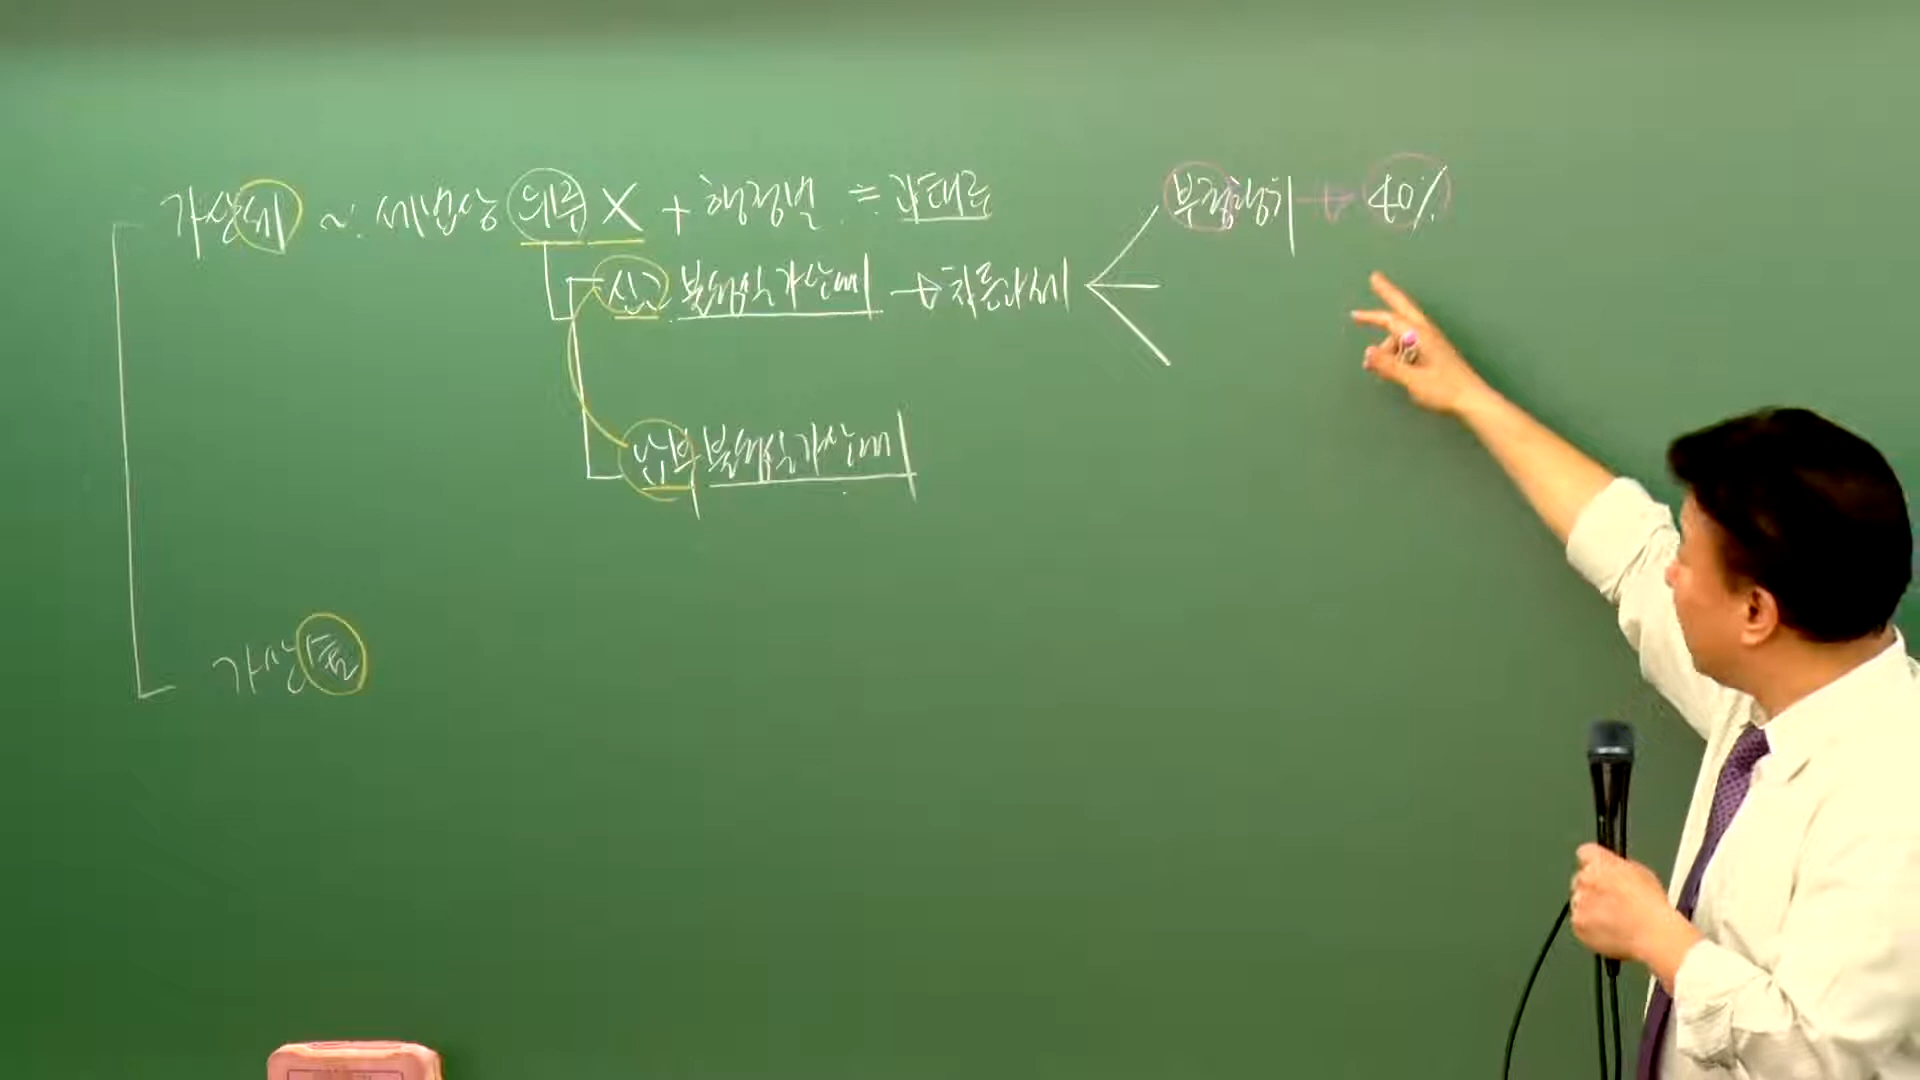 가산세 ~. 세법상 의무 X + 행정벌 ≒ 과태료
부정행위 → 40%
신고 불성실가산세 → 차등과세
납부 불성실가산세
가산금